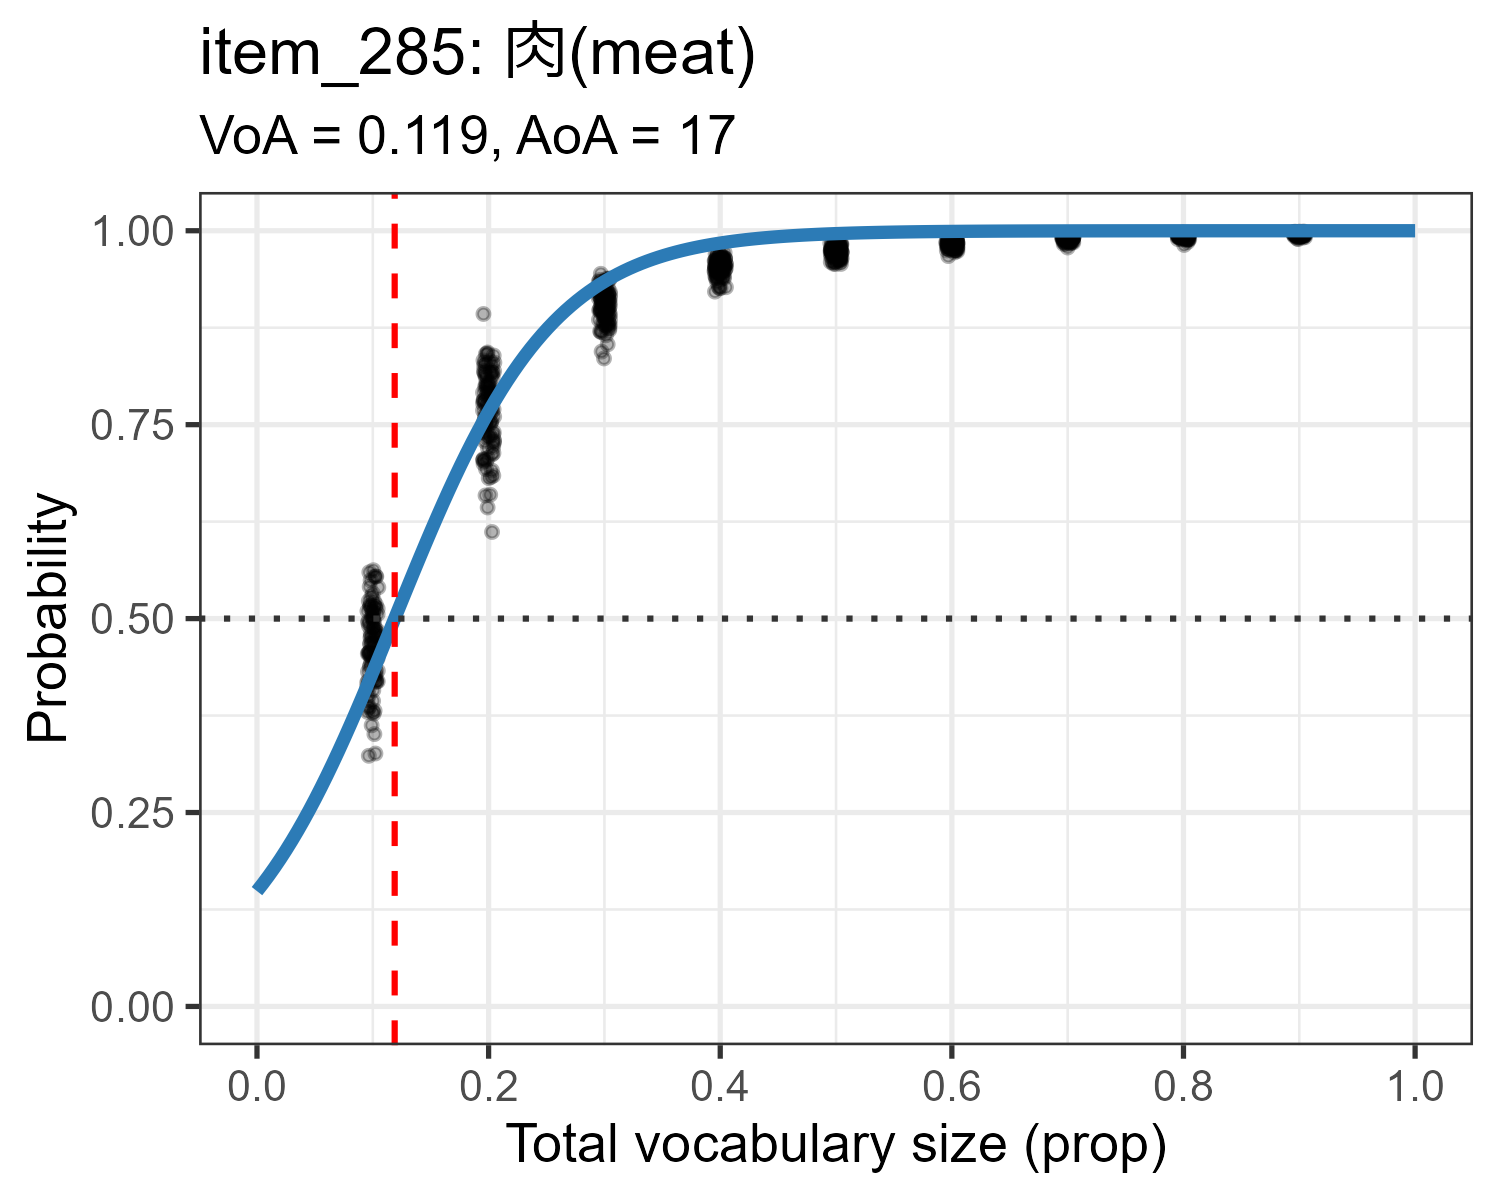 item_285: 肉(meat)
VoA = 0.119, AoA = 17
1.00
0.75
0.50
0.25
0.00
Probability
0.0 0.2 0.4 0.6 0.8 1.0
Total vocabulary size (prop)